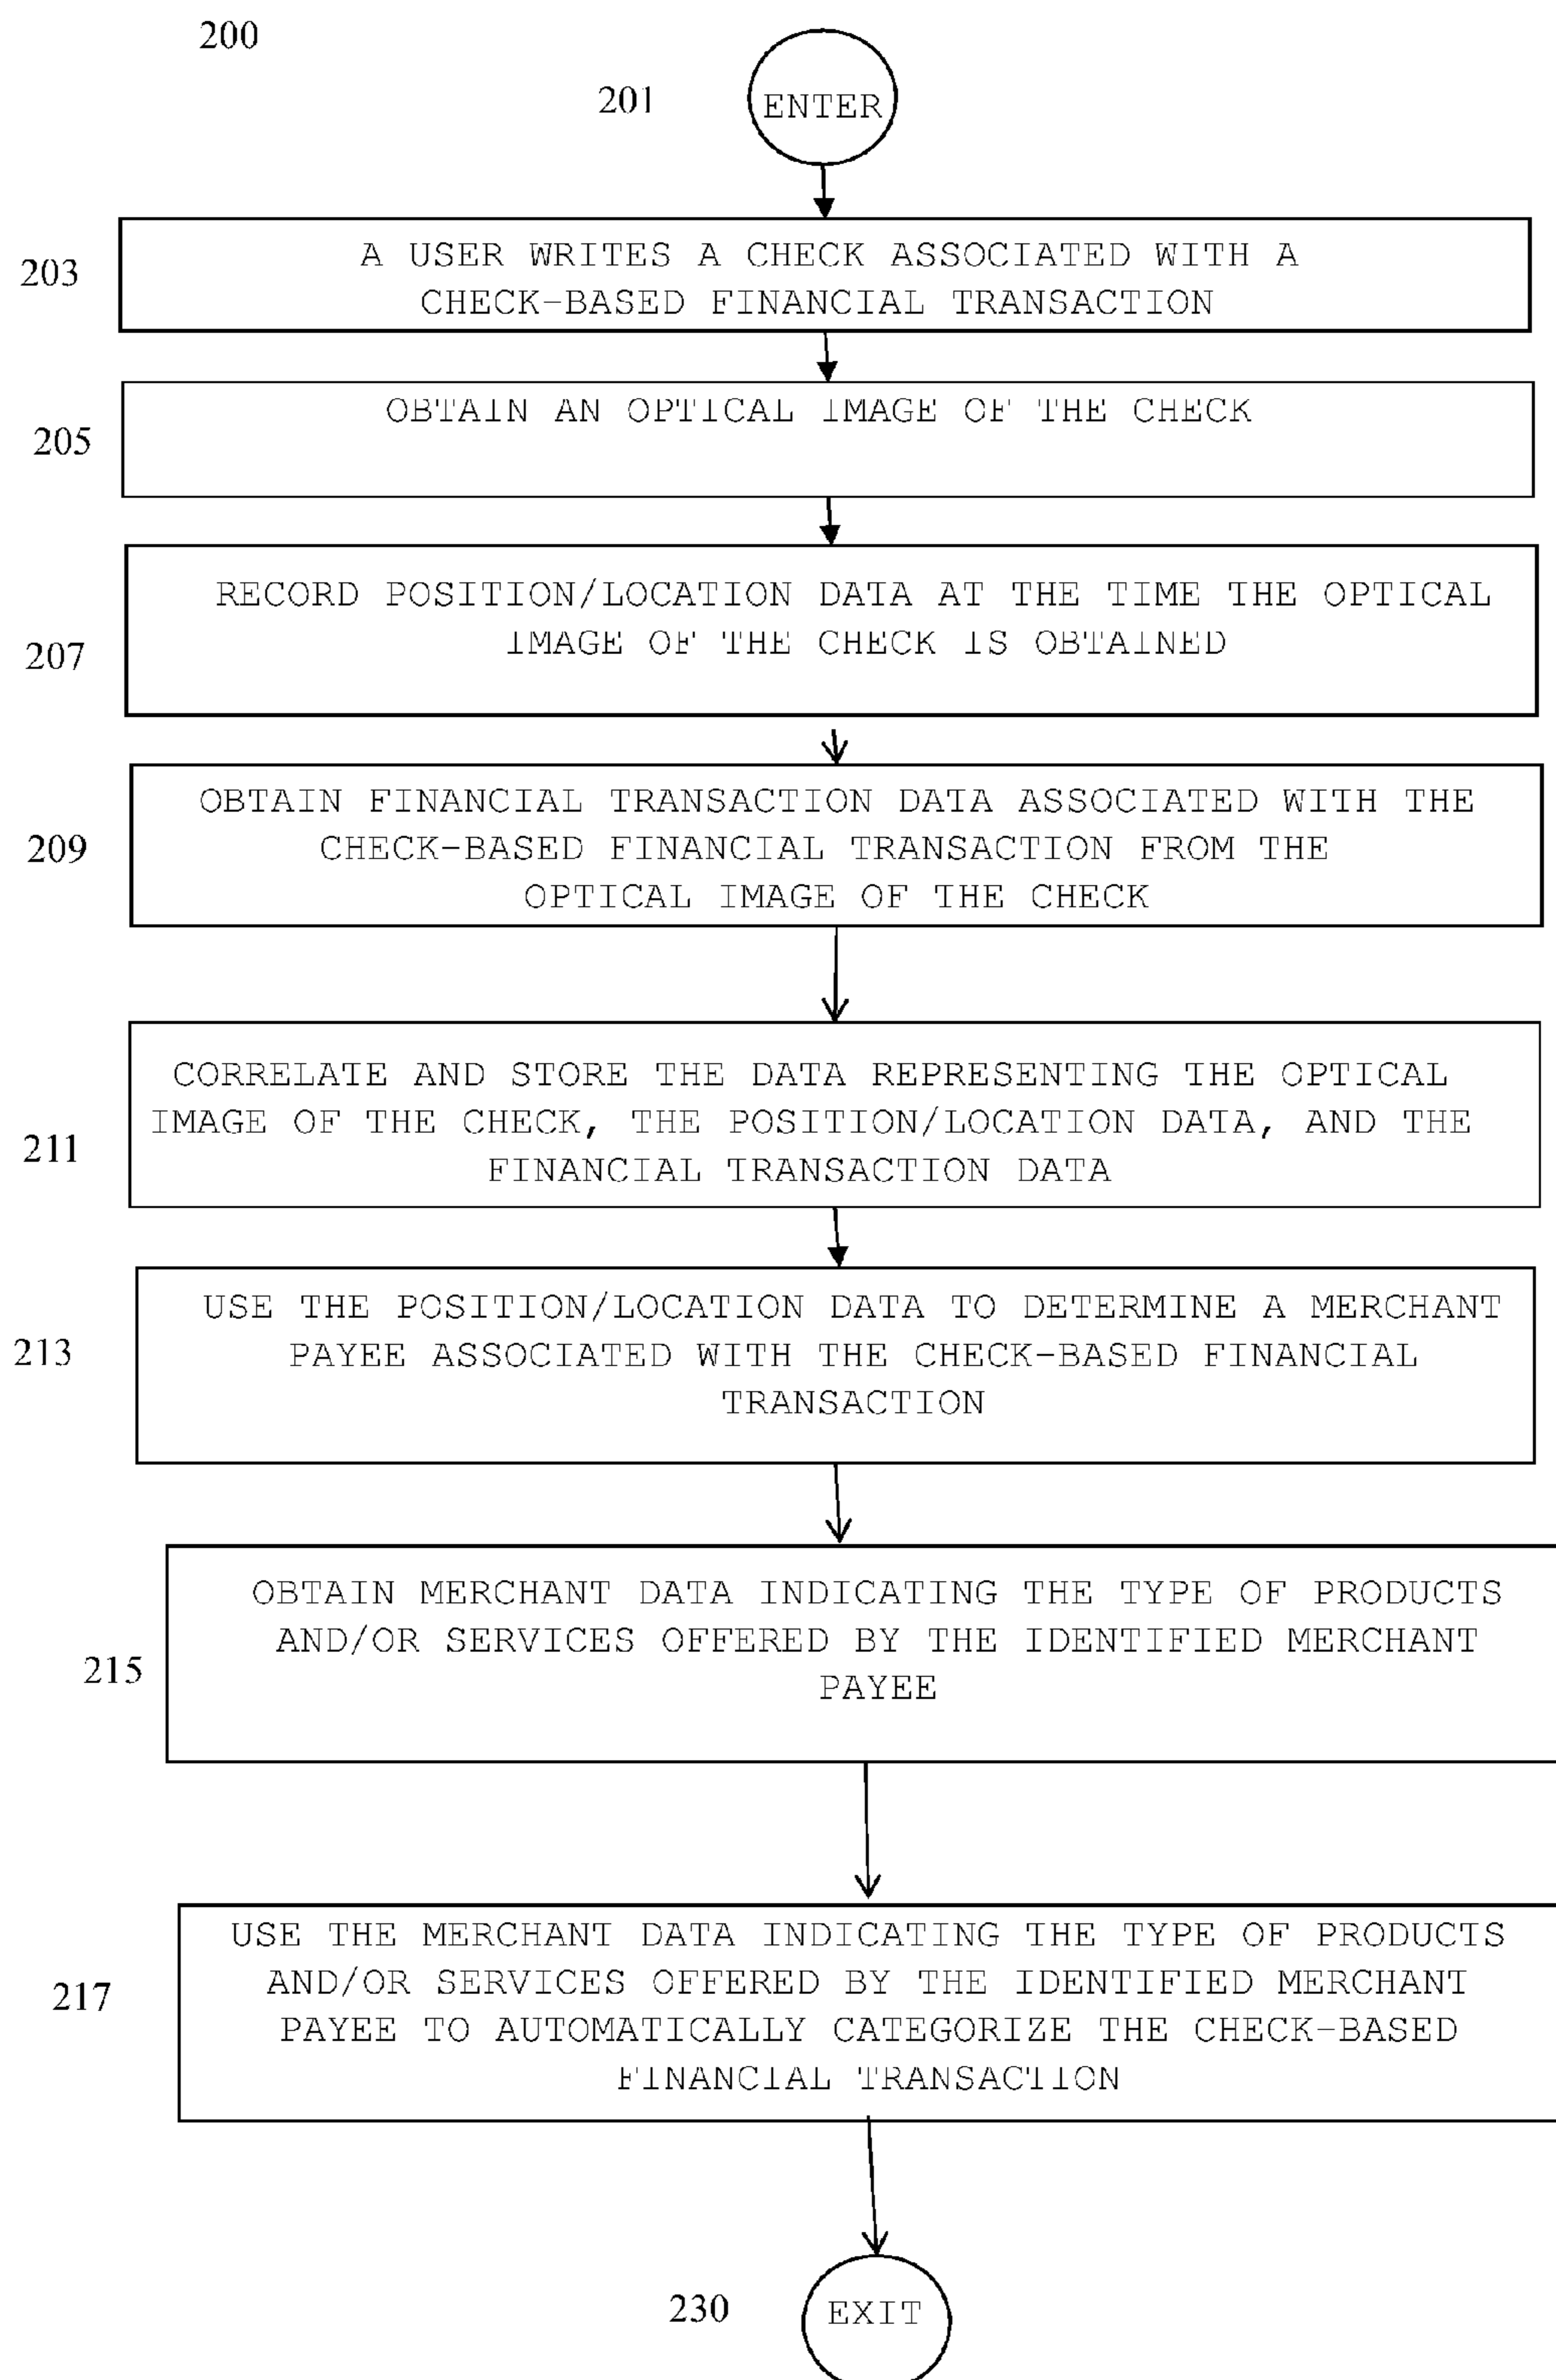 200
201
ENTER
203
A USER WRITES A CHECK ASSOCIATED WITH A
CHECK-BASED FINANCIAL TRANSACTION
205
OBTAIN AN OPTICAL IMAGE OF THE CHECK
207
RECORD POSITION/LOCATION DATA AT THE TIME THE OPTICAL
IMAGE OF THE CHECK IS OBTAINED
209
OBTAIN FINANCIAL TRANSACTION DATA ASSOCIATED WITH THE
CHECK-BASED FINANCIAL TRANSACTION FROM THE
OPTICAL IMAGE OF THE CHECK
211
CORRELATE AND STORE THE DATA REPRESENTING THE OPTICAL
IMAGE OF THE CHECK, THE POSITION/LOCATION DATA, AND THE
FINANCIAL TRANSACTION DATA
213
USE THE POSITION/LOCATION DATA TO DETERMINE A MERCHANT
PAYEE ASSOCIATED WITH THE CHECK-BASED FINANCIAL
TRANSACTION
215
OBTAIN MERCHANT DATA INDICATING THE TYPE OF PRODUCTS
AND/OR SERVICES OFFERED BY THE IDENTIFIED MERCHANT
PAYEE
217
USE THE MERCHANT DATA INDICATING THE TYPE OF PRODUCTS
AND/OR SERVICES OFFERED BY THE IDENTIFIED MERCHANT
PAYEE TO AUTOMATICALLY CATEGORIZE THE CHECK-BASED
FINANCIAL TRANSACTION
230
EXIT